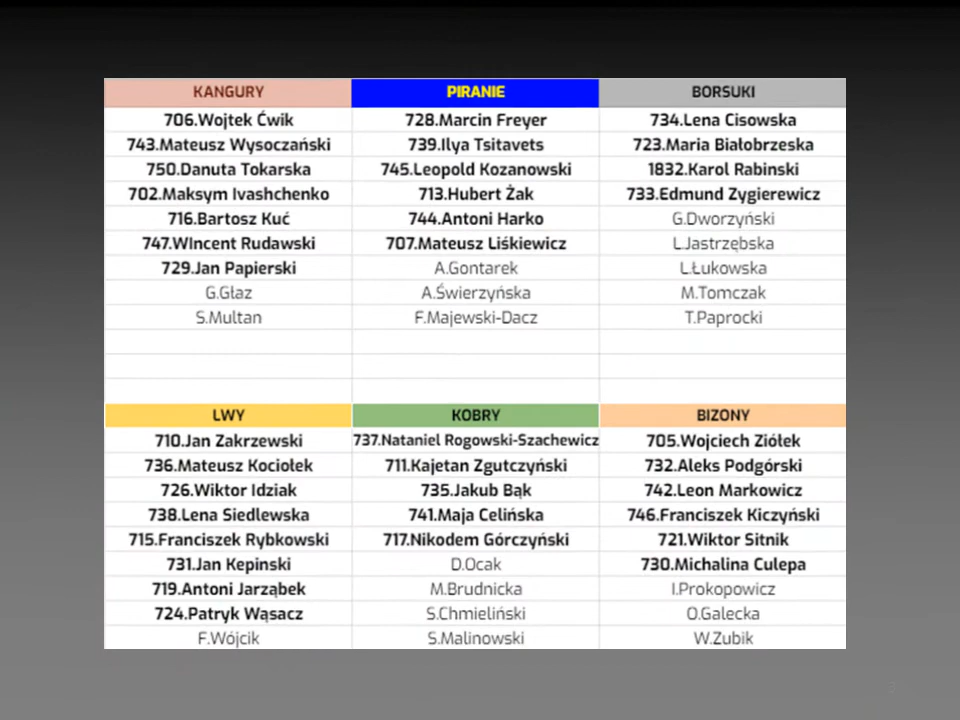 KANGURY PIRANIE BORSUKI
706.Wojtek Ćwik 728.Marcin Freyer 734.Lena Cisowska
743.Mateusz Wysoczański 739.Ilya Tsitavets 723.Maria Białobrzeska
750.Danuta Tokarska 745.Leopold Kozanowski 1832.Karol Rabinski
702.Maksym Ivashchenko 713.Hubert Żak 733.Edmund Zygierewicz
716.Bartosz Kuć 744.Antoni Harko G.Dworzyński
747.WIncent Rudawski 707.Mateusz Liśkiewicz L.Jastrzębska
729.Jan Papierski A.Gontarek L.Łukowska
G.Głaz A.Świerzyńska M.Tomczak
S.Multan F.Majewski-Dacz T.Paprocki
LWY KOBRY BIZONY
710.Jan Zakrzewski 737.Nataniel Rogowski-Szachewicz 705.Wojciech Ziółek
736.Mateusz Kociołek 711.Kajetan Zgutczyński 732.Aleks Podgórski
726.Wiktor Idziak 735.Jakub Bąk 742.Leon Markowicz
738.Lena Siedlewska 741.Maja Celińska 746.Franciszek Kiczyński
715.Franciszek Rybkowski 717.Nikodem Górczyński 721.Wiktor Sitnik
731.Jan Kepinski D.Ocak 730.Michalina Culepa
719.Antoni Jarząbek M.Brudnicka I.Prokopowicz
724.Patryk Wąsacz S.Chmieliński O.Galecka
F.Wójcik S.Malinowski W.Zubik